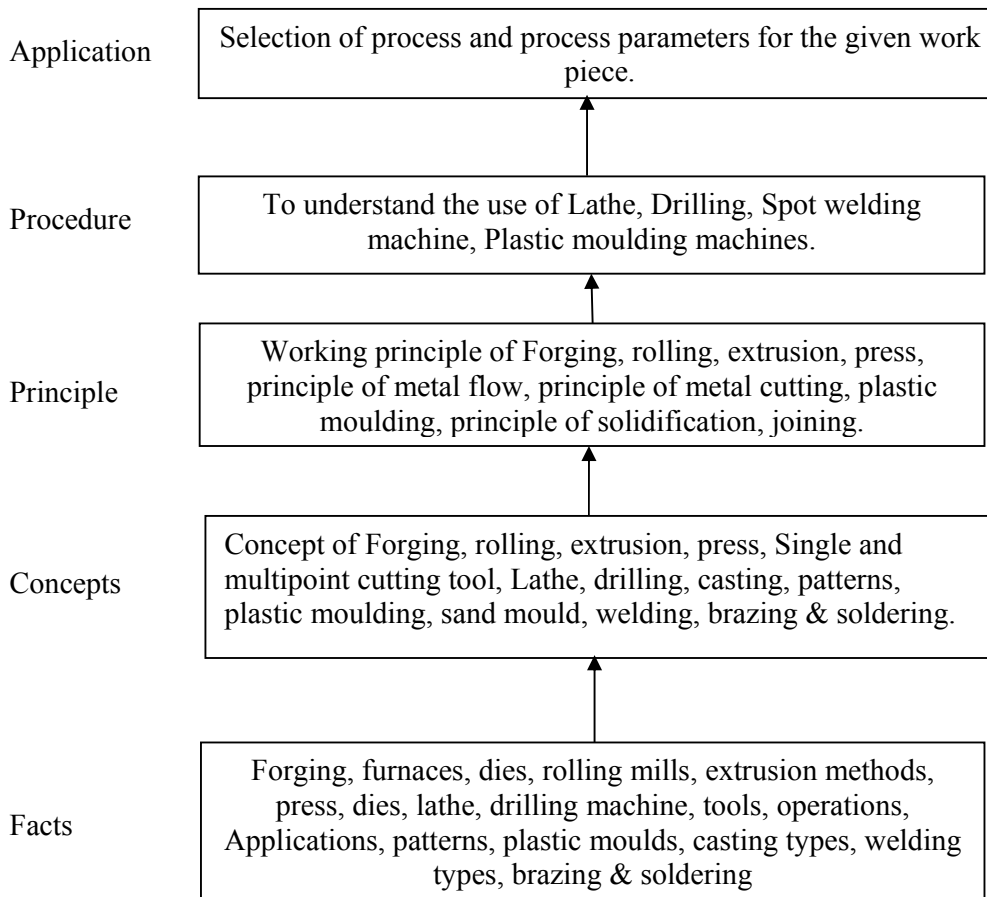 Application
Selection of process and process parameters for the given work
piece.
Procedure
To understand the use of Lathe, Drilling, Spot welding
machine, Plastic moulding machines.
Principle
Working principle of Forging, rolling, extrusion, press,
principle of metal flow, principle of metal cutting, plastic
moulding, principle of solidification, joining.
Concepts
Concept of Forging, rolling, extrusion, press, Single and
multipoint cutting tool, Lathe, drilling, casting, patterns,
plastic moulding, sand mould, welding, brazing & soldering.
Facts
Forging, furnaces, dies, rolling mills, extrusion methods,
press, dies, lathe, drilling machine, tools, operations,
Applications, patterns, plastic moulds, casting types, welding
types, brazing & soldering